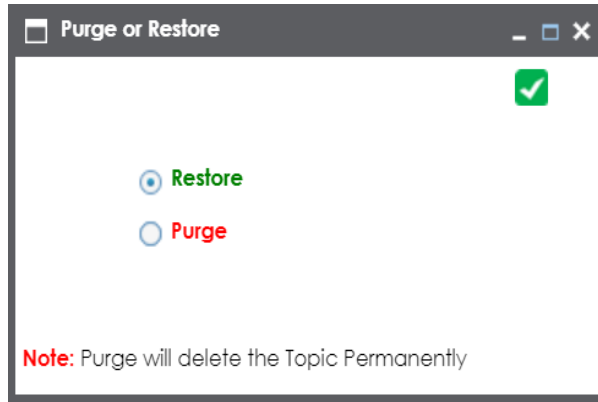 Purge or Restore
Restore
Purge
Note: Purge will delete the Topic Permanently